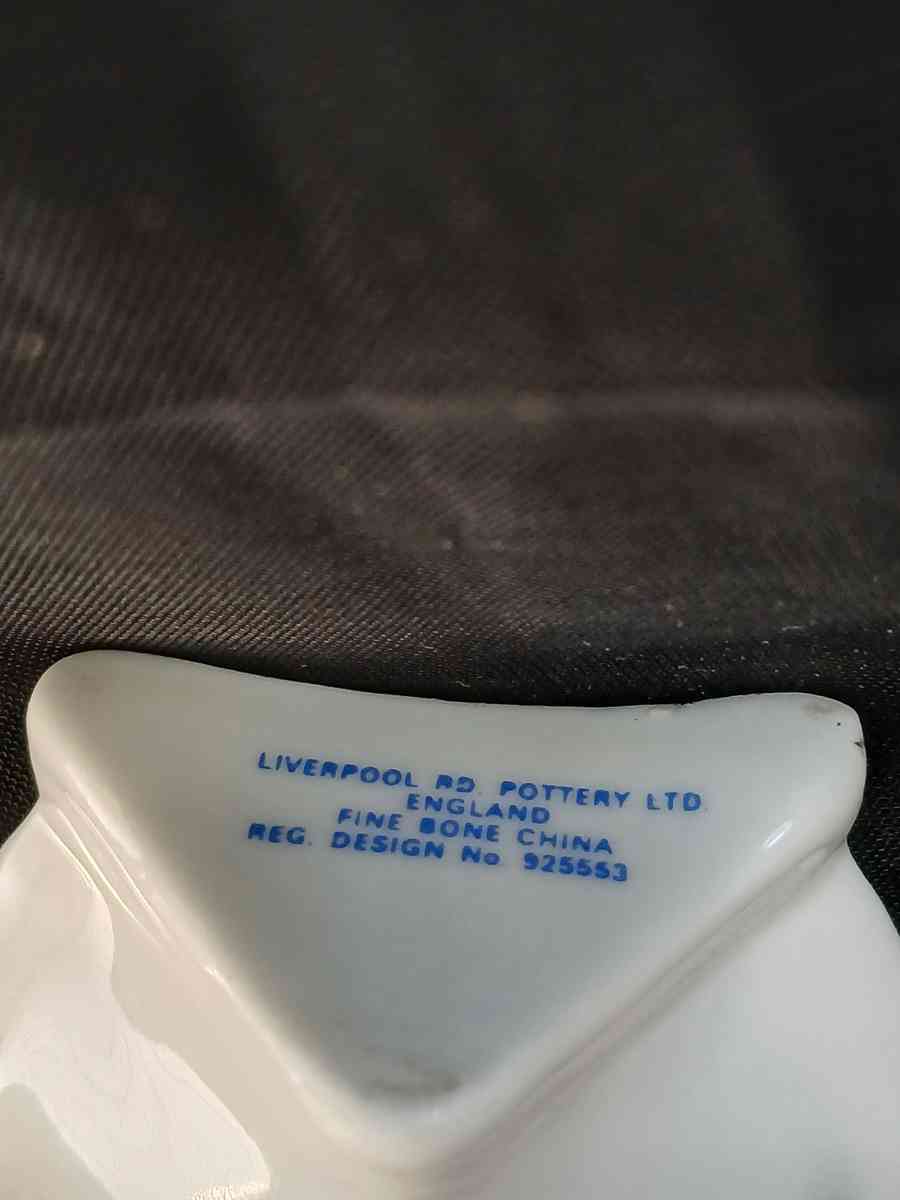 LIVERPOOL RD. POTTERY LTD.
ENGLAND
FINE BONE CHINA
REG. DESIGN No 925553